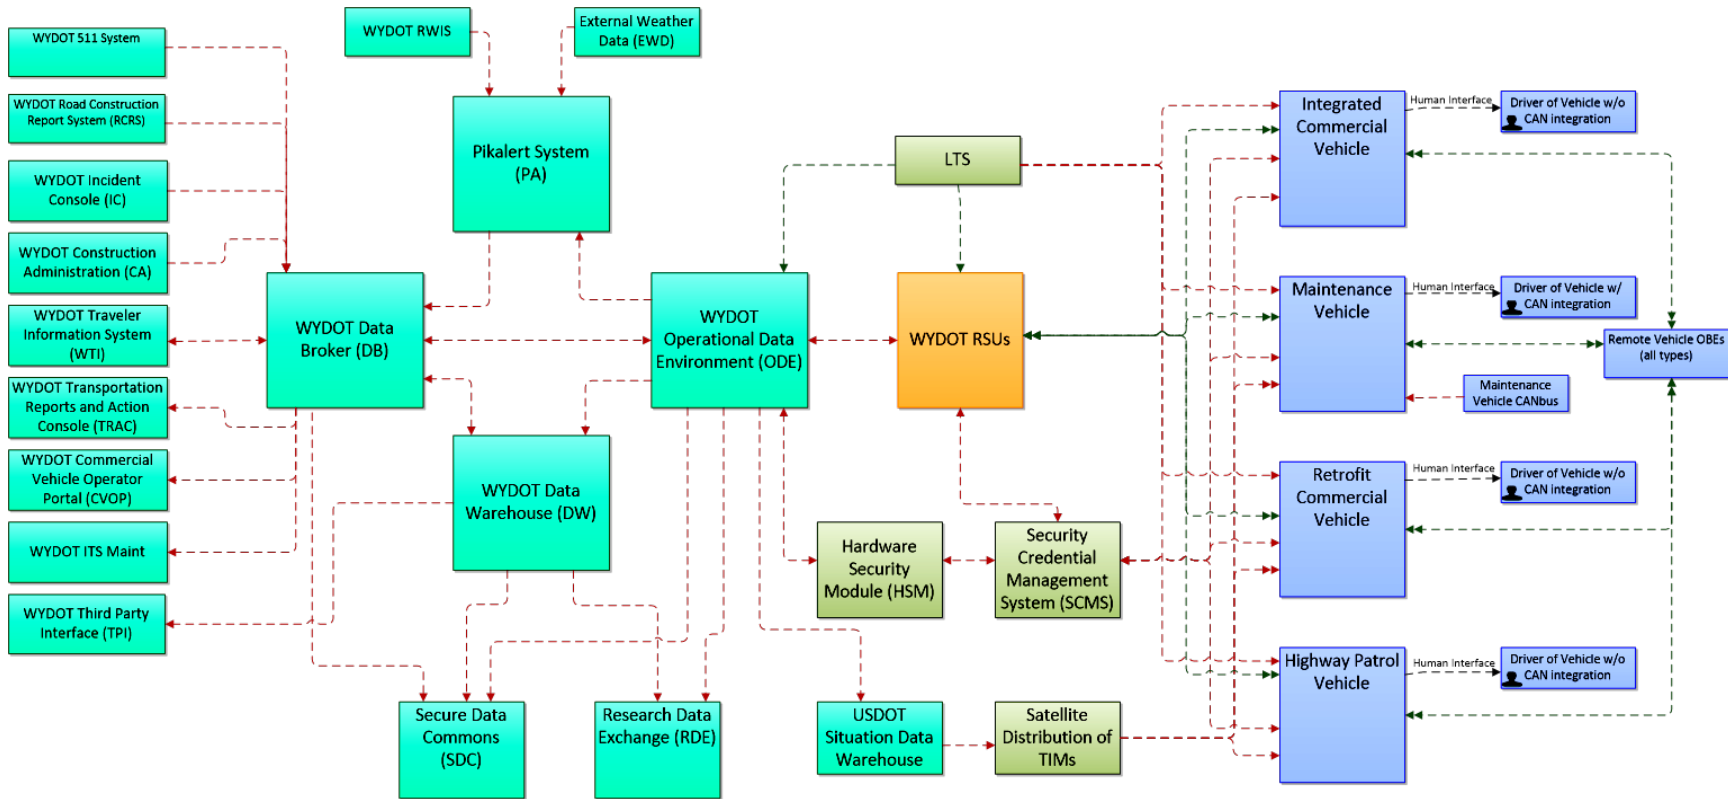 WYDOT 511 System
WYDOT Road Construction
Report System (RCRS)
WYDOT Incident
Console (IC)
WYDOT Construction
Administration (CA)
WYDOT Traveler
Information System
(WTI)
WYDOT Transportation
Reports and Action
Console (TRAC)
WYDOT Commercial
Vehicle Operator
Portal (CVOP)
WYDOT ITS Maint
WYDOT Third Party
Interface (TPI)
WYDOT RWIS
External Weather
Data (EWD)
Pikalert System
(PA)
WYDOT Data
Broker (DB)
WYDOT
Operational Data
Environment (ODE)
WYDOT Data
Warehouse (DW)
Secure Data
Commons
(SDC)
Research Data
Exchange (RDE)
USDOT
Situation Data
Warehouse
LTS
WYDOT RSUs
Hardware
Security
Module (HSM)
Security
Credential
Management
System (SCMS)
Satellite
Distribution of
TIMs
Integrated
Commercial
Vehicle
Human Interface
Driver of Vehicle w/o
CAN integration
Maintenance
Vehicle
Human Interface
Driver of Vehicle w/
CAN integration
Remote Vehicle OBEs
(all types)
Maintenance
Vehicle CANbus
Retrofit
Commercial
Vehicle
Human Interface
Driver of Vehicle w/o
CAN integration
Highway Patrol
Vehicle
Human Interface
Driver of Vehicle w/o
CAN integration